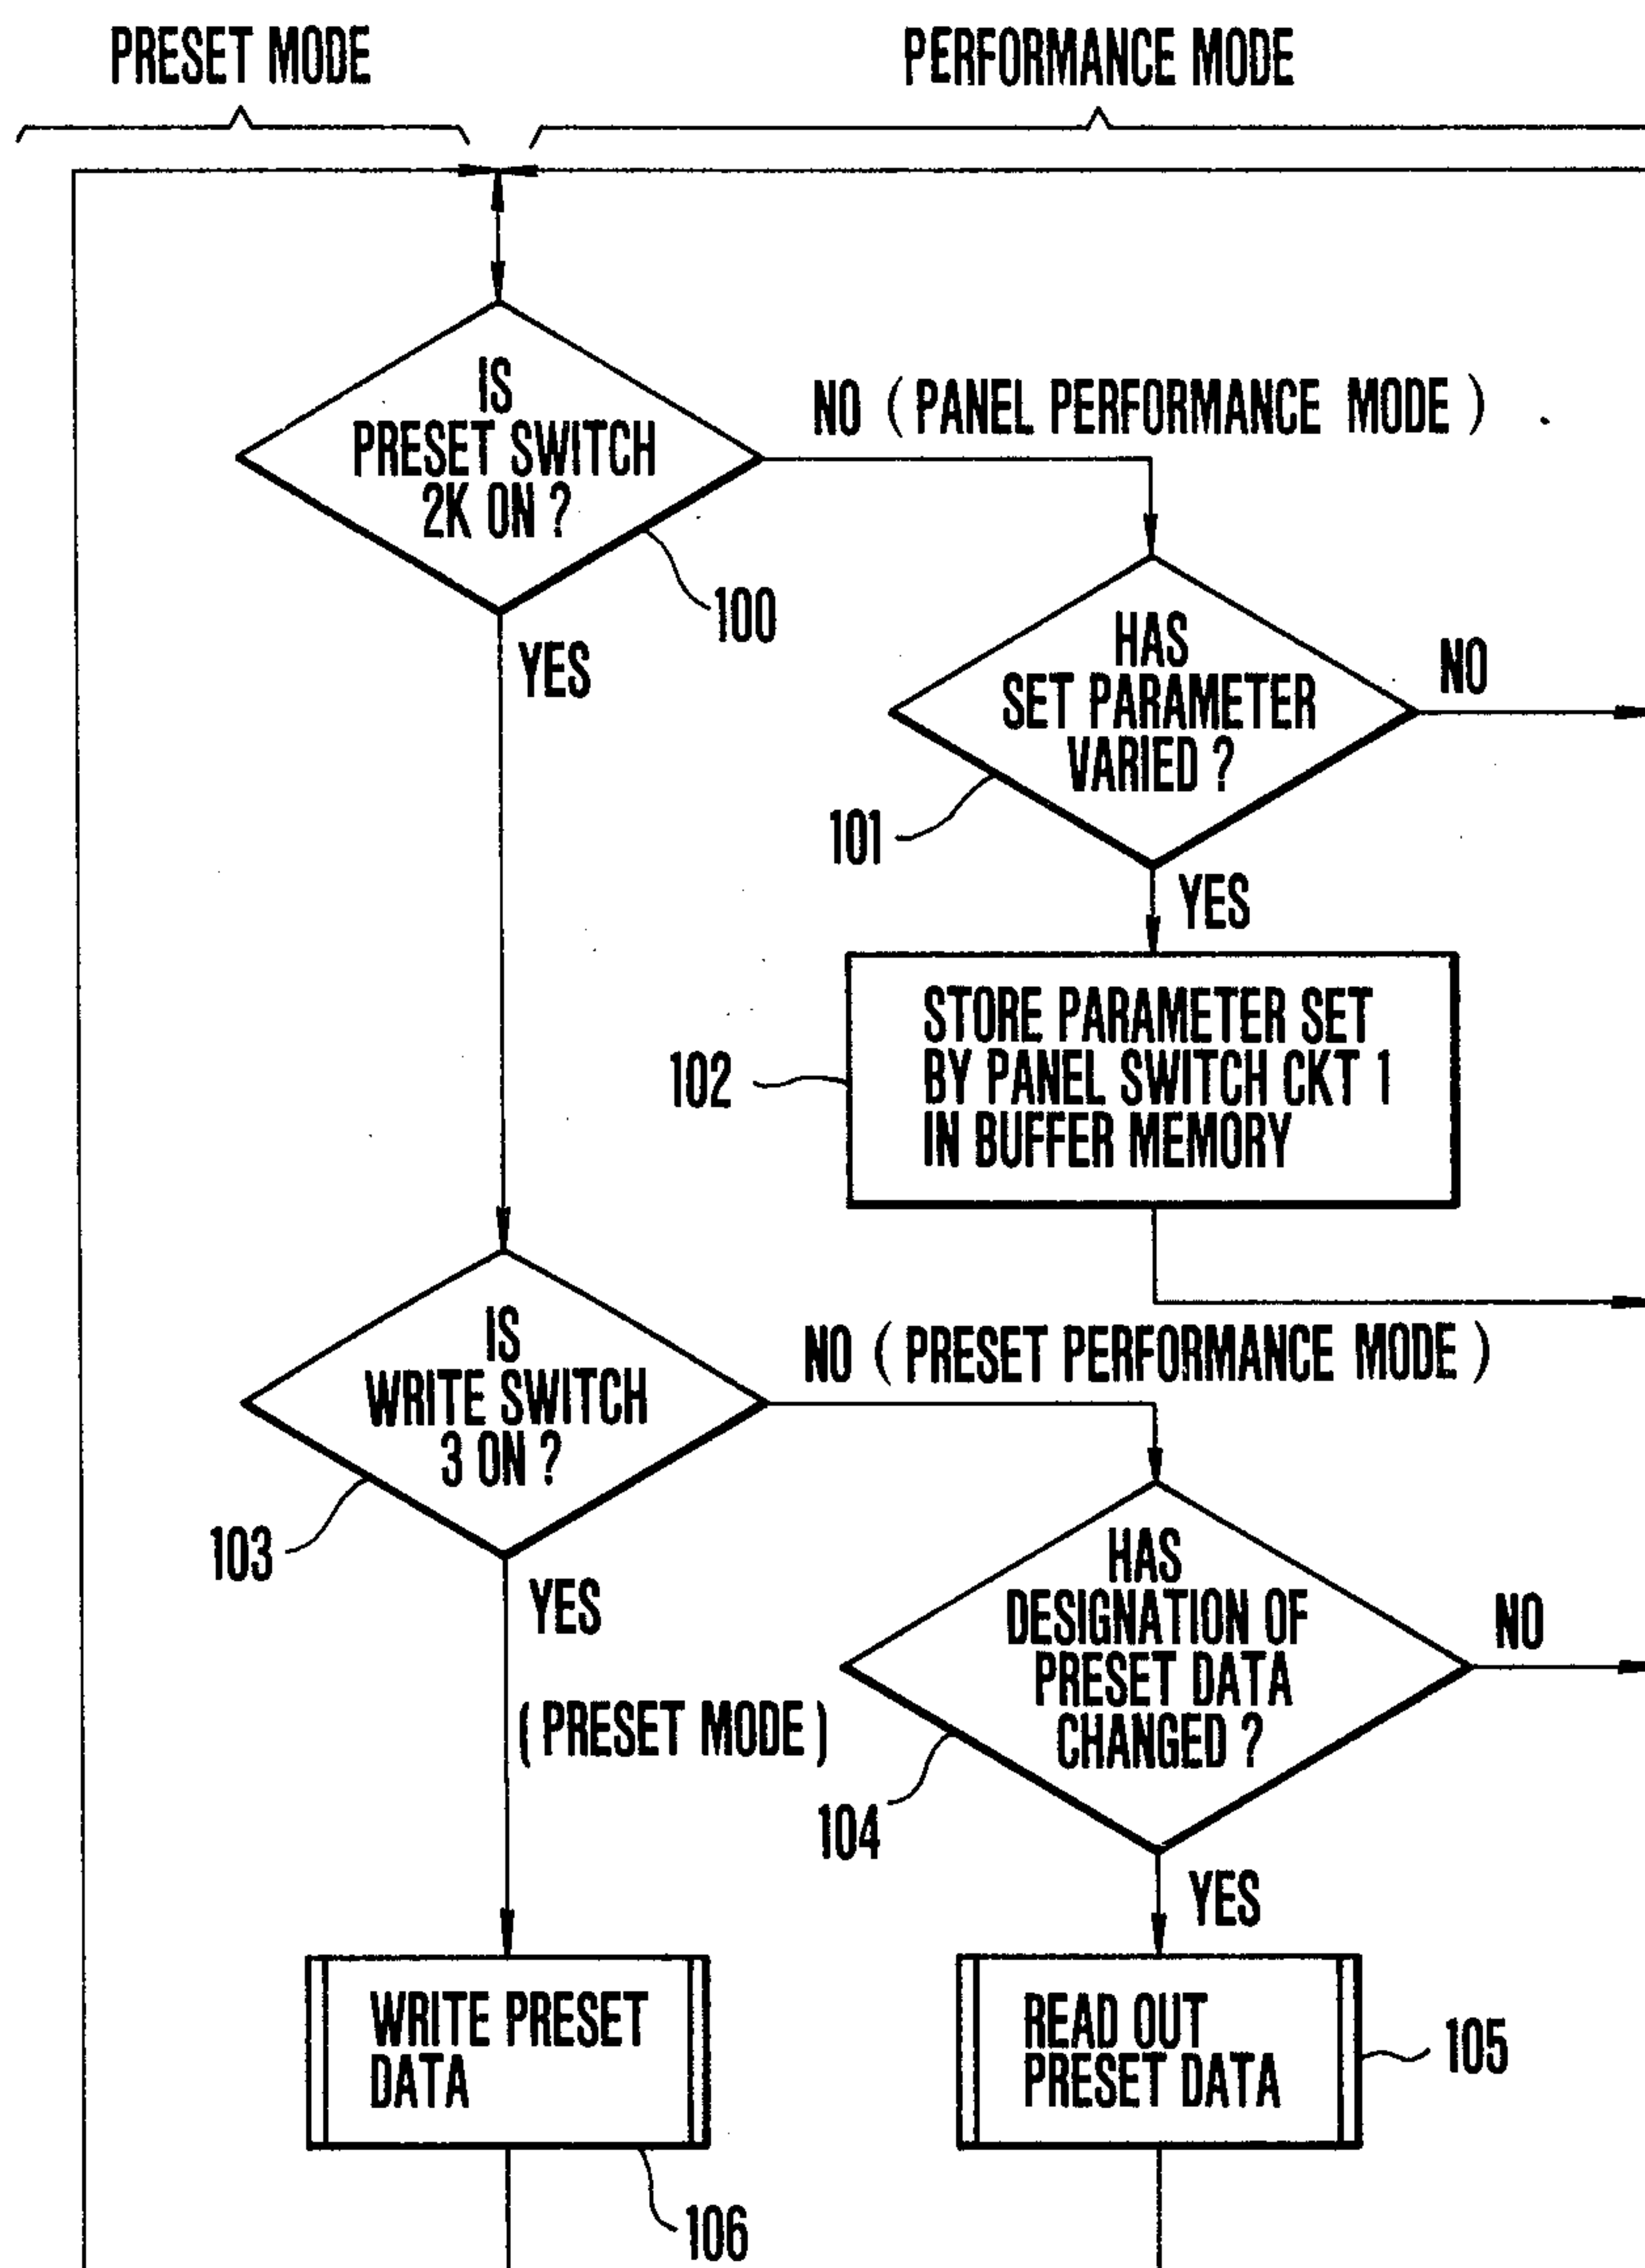 PRESET MODE
PERFORMANCE MODE
IS
PRESET SWITCH
2K ON ?
NO ( PANEL PERFORMANCE MODE )
100
YES
HAS
SET PARAMETER
VARIED ?
NO
101
YES
STORE PARAMETER SET
BY PANEL SWITCH CKT 1
IN BUFFER MEMORY
102
IS
WRITE SWITCH
3 ON ?
NO ( PRESET PERFORMANCE MODE )
103
YES
( PRESET MODE )
HAS
DESIGNATION OF
PRESET DATA
CHANGED ?
NO
104
YES
WRITE PRESET
DATA
106
READ OUT
PRESET DATA
105